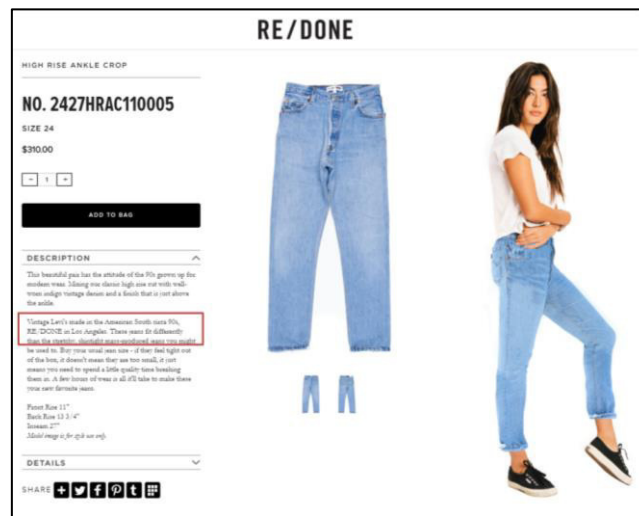 RE/DONE
HIGH RISE ANKLE CROP
NO. 2427HRAC110005
SIZE 24
$310.00
- 1 +
ADD TO BAG
DESCRIPTION
This beautiful pair has the attitude of the 90s grown up for
modern wear. Mixing our classic high rise cut with well-
worn indigo vintage denim and a finish that is just above
the ankle.
Vintage Levi's made in the American South circa 90s,
RE/DONE in Los Angeles. These jeans fit differently
than the stretchy, skintight mass-produced jeans you might
be used to. Buy your usual jean size - if they feel tight out
of the box, it doesn't mean they are too small, it just
means you need to spend a little quality time breaking
them in. A few hours of wear is all it'll take to make these
your new favorite jeans.
Front Rise 11"
Back Rise 13 3/4"
Inseam 27"
Model image is for style use only.
DETAILS
SHARE